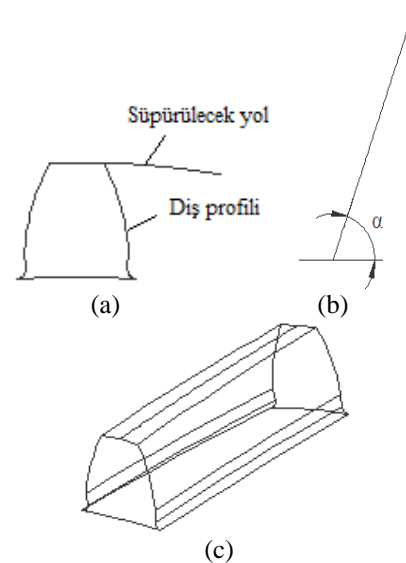 Süpürülecek yol
Diş profili
α
(a)
(b)
(c)